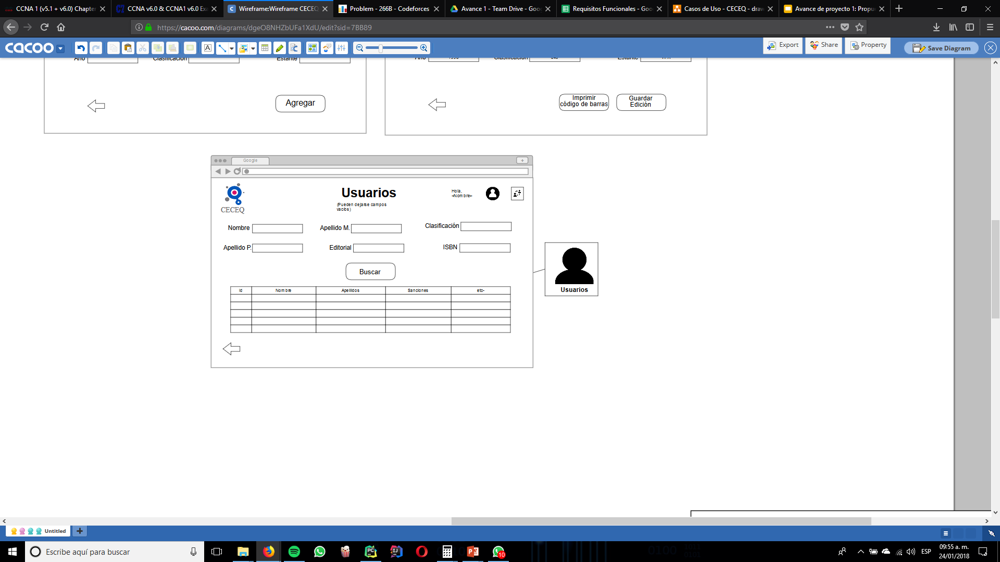 CCNA 1 (v5.1 + v6.0) Chapter
CCNA v6.0 & CCNA1 v6.0 Exa
Wireframe:Wireframe CECEQ
Problem - 266B - Codeforces
Avance 1 - Team Drive - Goo
Requisitos Funcionales - Goo
Casos de Uso - CECEQ - draw
Avance de proyecto 1: Propu
https://cacoo.com/diagrams/dgeO8NHZbUFa1XdU/edit?sid=7BB89
cacoo
A
Export
Share
Property
Save Diagram
Año
Clasificación
Estante
Año
Clasificación
Estante
Agregar
Imprimir
código de barras
Guardar
Edición
Google
+
CECEQ
Usuarios
(Pueden dejarse campos
vacíos)
Hola,
<Nombre>
Nombre
Apellido M.
Clasificación
Apellido P.
Editorial
ISBN
Buscar
Id
Nombre
Apellidos
Sanciones
etc-
Usuarios
Untitled
Escribe aquí para buscar
PC
IJ
10
ESP
09:55 a. m.
24/01/2018